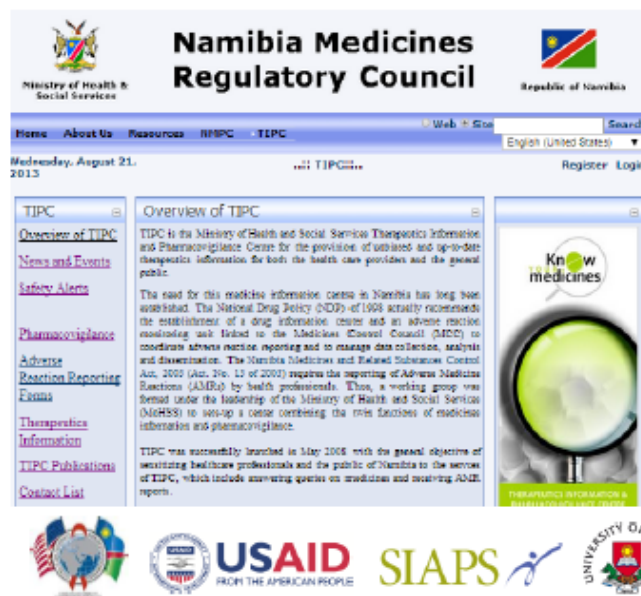 Namibia Medicines
Regulatory Council
Ministry of Health &
Social Services
Republic of Namibia
Web Site Search
Home About Us Resources NMPC TIPC
English (United States)
Wednesday, August 21,
2013
TIPC
Register Login
TIPC
Overview of TIPC
News and Events
Safety Alerts
Pharmacovigilance
Adverse
Reaction Reporting
Forms
Therapeutics
Information
TIPC Publications
Contact List
Overview of TIPC
TIPC is the Ministry of Health and Social Services Therapeutics Information
and Pharmacovigilance Centre for the provision of unbiased and up-to-date
therapeutics information for both the health care providers and the general
public.
The need for this medicine information centre in Namibia has long been
established. The National Drug Policy (NDP) of 1998 actually recommends
the establishment of a drug information center and an adverse reaction
monitoring unit linked to the Medicines Control Council (MCC) to
coordinate adverse reaction reporting and to manage data collection, analysis
and dissemination. The Namibia Medicines and Related Substances Control
Act, 2003 (Act. No. 13 of 2003) requires the reporting of Adverse Medicine
Reactions (AMRs) by health professionals. Thus, a working group was
formed under the leadership of the Ministry of Health and Social Services
(MoHSS) to set-up a center combining the twin functions of medicines
information and pharmacovigilance.
TIPC was successfully launched in May 2008 with the general objective of
sensitizing healthcare professionals and the public of Namibia to the services
of TIPC, which include answering queries on medicines and receiving AMR
reports.
Know
medicines
THERAPEUTICS INFORMATION &
PHARMACOVIGILANCE CENTRE
USAID
FROM THE AMERICAN PEOPLE
SIAPS
UNIVERSITY OF